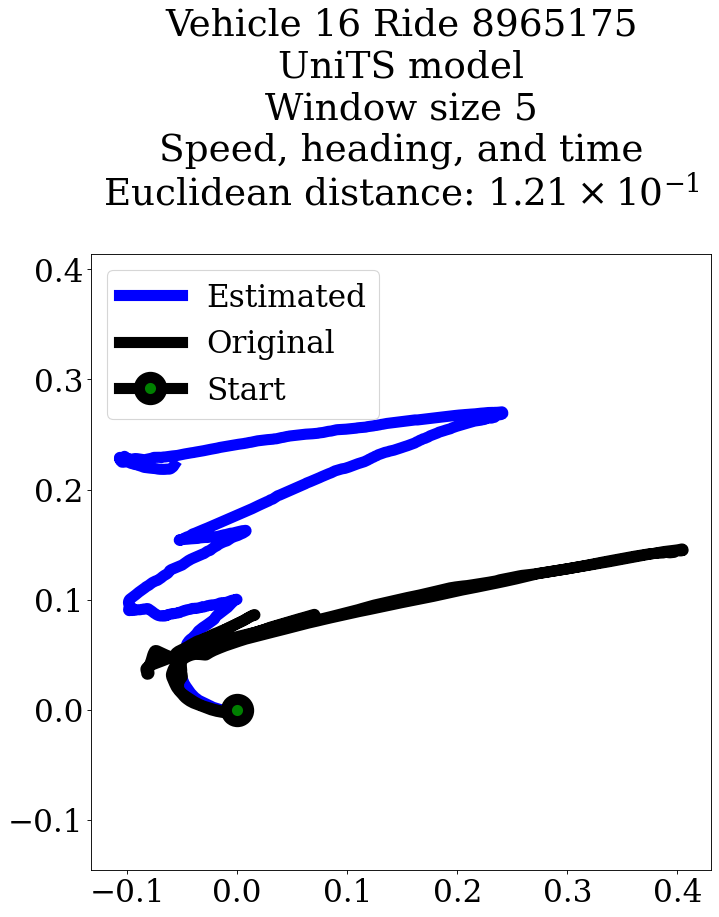 Vehicle 16 Ride 8965175
UniTS model
Window size 5
Speed, heading, and time
Euclidean distance: 1.21 × 10⁻¹
Estimated
Original
Start
0.4
0.3
0.2
0.1
0.0
−0.1
−0.1 0.0 0.1 0.2 0.3 0.4